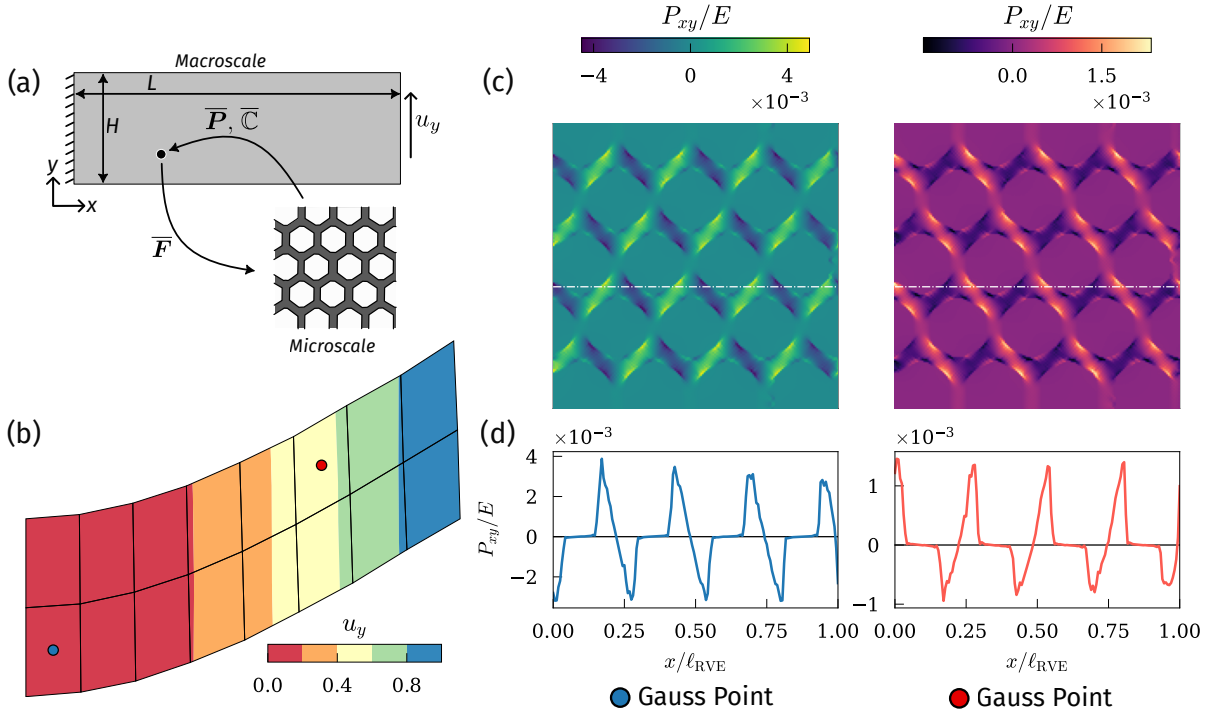 (a)
Macroscale
L
H
P̅, ℂ̅
u_y
y
x
F̅
Microscale
(b)
u_y
0.0 0.4 0.8
(c)
P_xy/E
−4 0 4
×10⁻³
P_xy/E
0.0 1.5
×10⁻³
(d)
×10⁻³
4
2
0
−2
P_xy/E
0.00 0.25 0.50 0.75 1.00
x/ℓ_RVE
Gauss Point
×10⁻³
1
0
−1
0.00 0.25 0.50 0.75 1.00
x/ℓ_RVE
Gauss Point